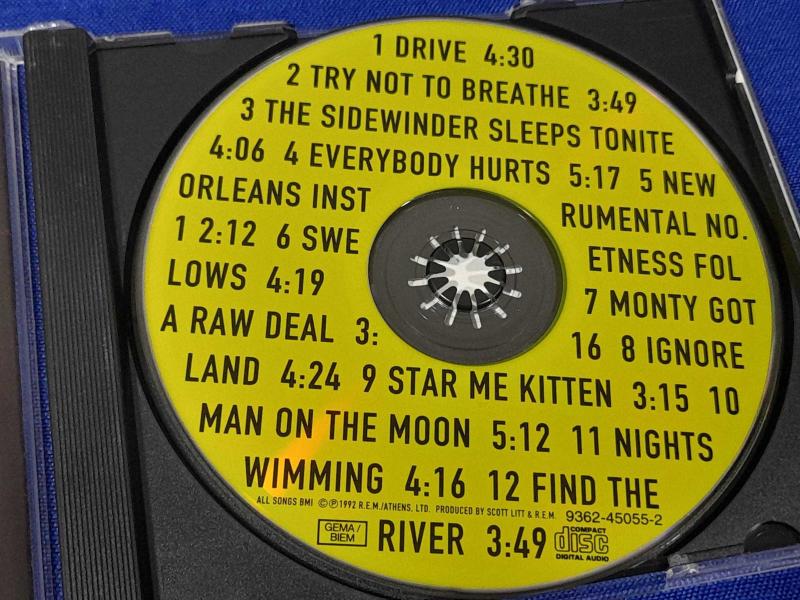 1 DRIVE 4:30
2 TRY NOT TO BREATHE 3:49
3 THE SIDEWINDER SLEEPS TONITE
4:06 4 EVERYBODY HURTS 5:17 5 NEW
ORLEANS INST RUMENTAL NO.
1 2:12 6 SWE ETNESS FOL
LOWS 4:19 7 MONTY GOT
A RAW DEAL 3: 16 8 IGNORE
LAND 4:24 9 STAR ME KITTEN 3:15 10
MAN ON THE MOON 5:12 11 NIGHTS
WIMMING 4:16 12 FIND THE
ALL SONGS BMI ©℗1992 R.E.M./ATHENS, LTD. PRODUCED BY SCOTT LITT & R.E.M. 9362-45055-2
GEMA/
BIEM
RIVER 3:49
COMPACT
disc
DIGITAL AUDIO